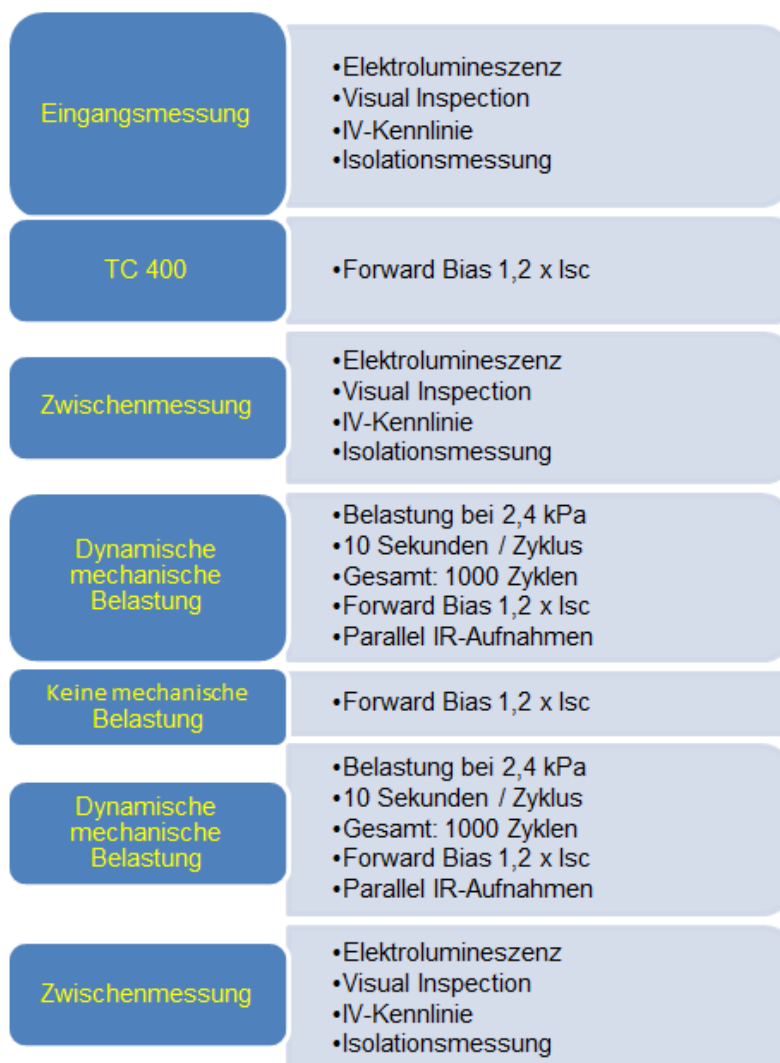 Eingangsmessung
•Elektrolumineszenz
•Visual Inspection
•IV-Kennlinie
•Isolationsmessung
TC 400
•Forward Bias 1,2 x Isc
Zwischenmessung
•Elektrolumineszenz
•Visual Inspection
•IV-Kennlinie
•Isolationsmessung
Dynamische
mechanische
Belastung
•Belastung bei 2,4 kPa
•10 Sekunden / Zyklus
•Gesamt: 1000 Zyklen
•Forward Bias 1,2 x Isc
•Parallel IR-Aufnahmen
Keine mechanische
Belastung
•Forward Bias 1,2 x Isc
Dynamische
mechanische
Belastung
•Belastung bei 2,4 kPa
•10 Sekunden / Zyklus
•Gesamt: 1000 Zyklen
•Forward Bias 1,2 x Isc
•Parallel IR-Aufnahmen
Zwischenmessung
•Elektrolumineszenz
•Visual Inspection
•IV-Kennlinie
•Isolationsmessung